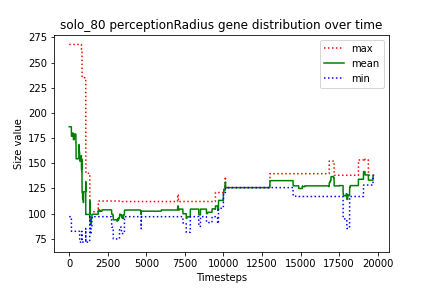 solo_80 perceptionRadius gene distribution over time
275
250
225
200
175
150
125
100
75
Size value
max
mean
min
0 2500 5000 7500 10000 12500 15000 17500 20000
Timesteps